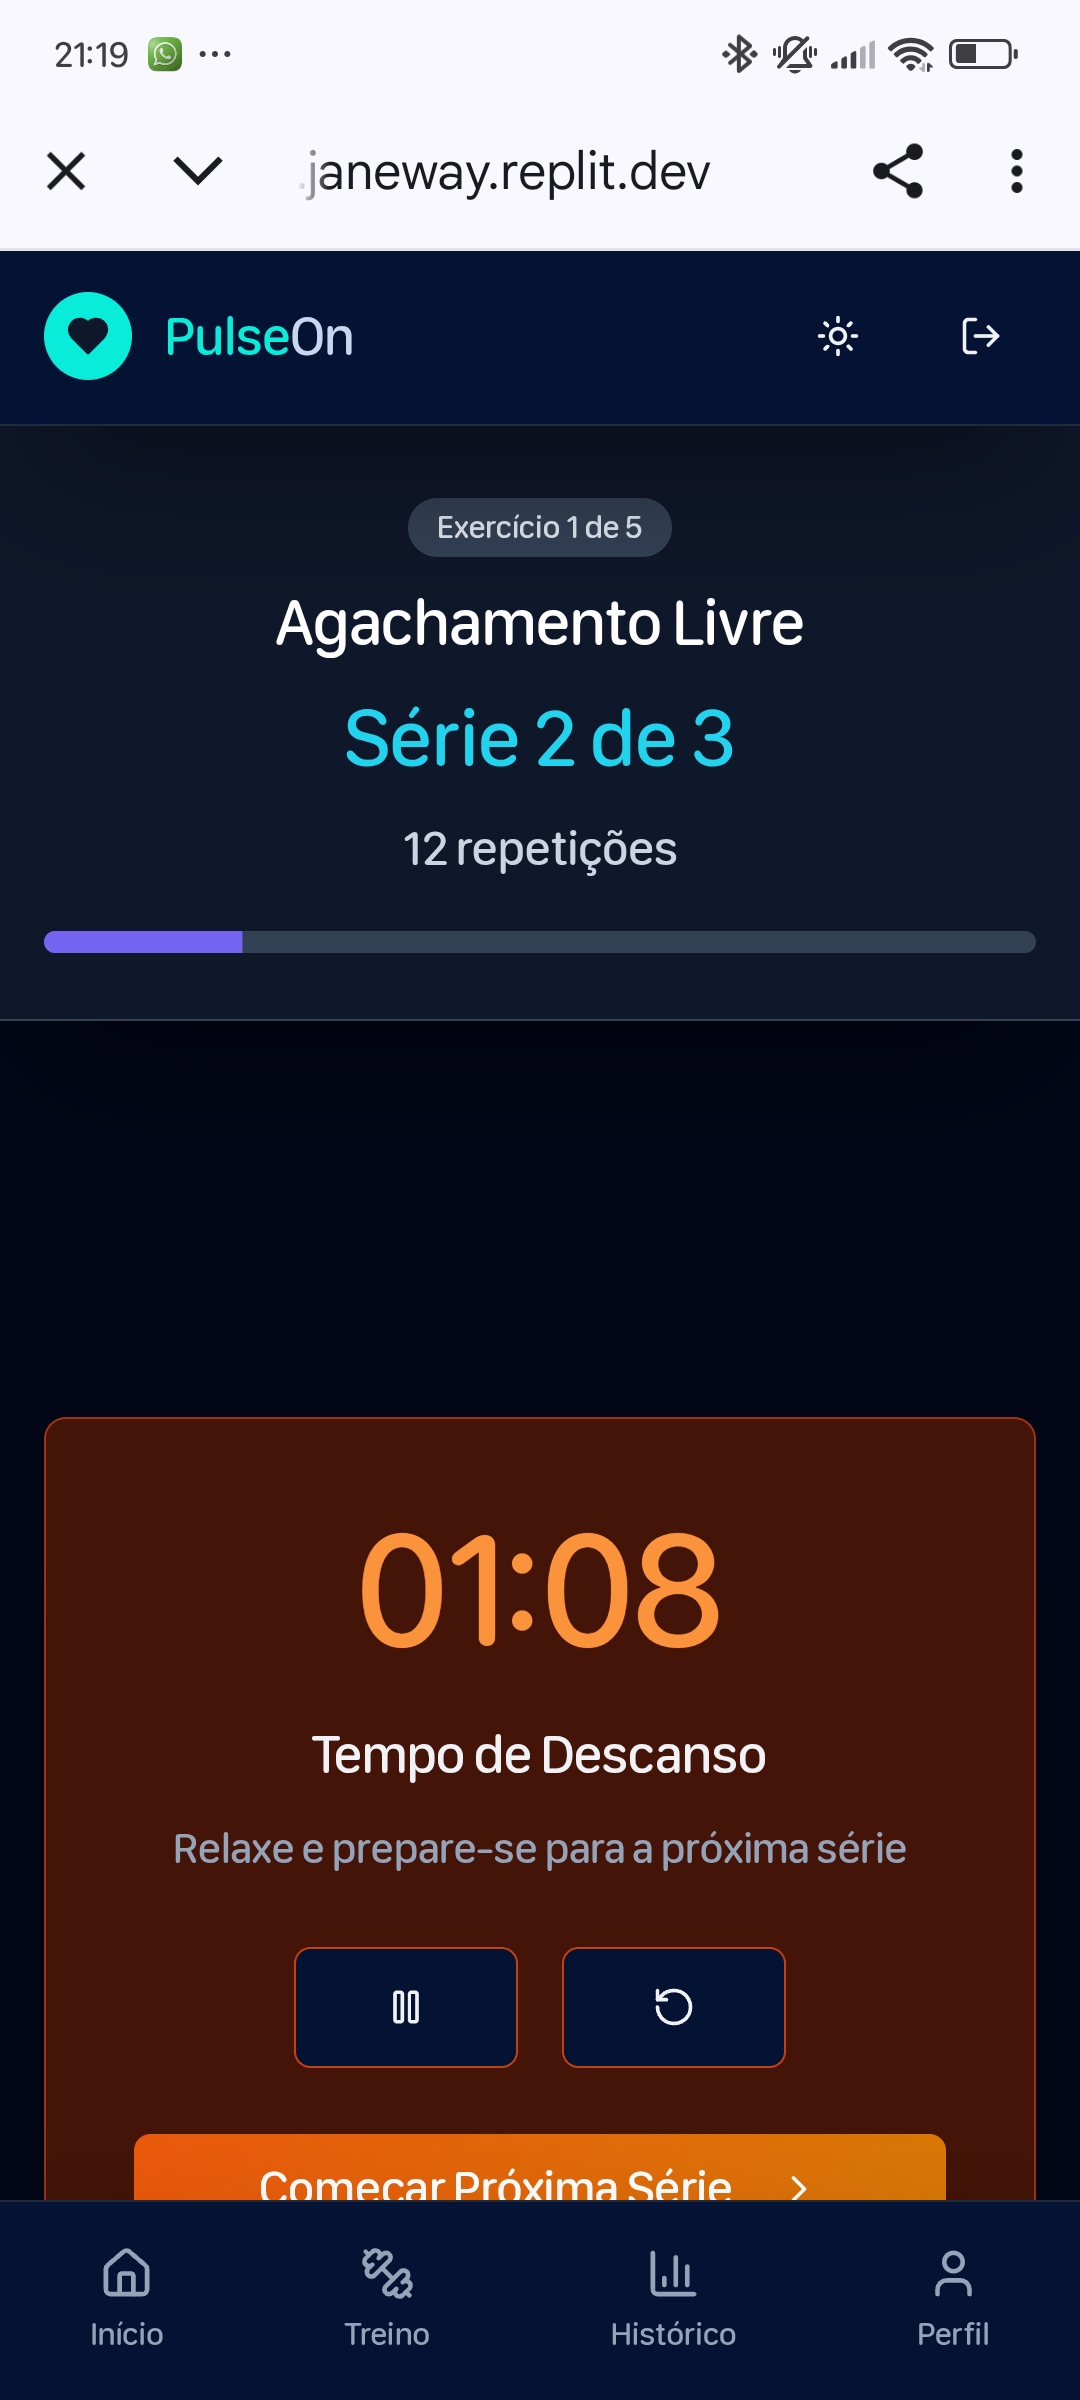 21:19
.janeway.replit.dev
PulseOn
Exercício 1 de 5
Agachamento Livre
Série 2 de 3
12 repetições
01:08
Tempo de Descanso
Relaxe e prepare-se para a próxima série
Começar Próxima Série
Início
Treino
Histórico
Perfil